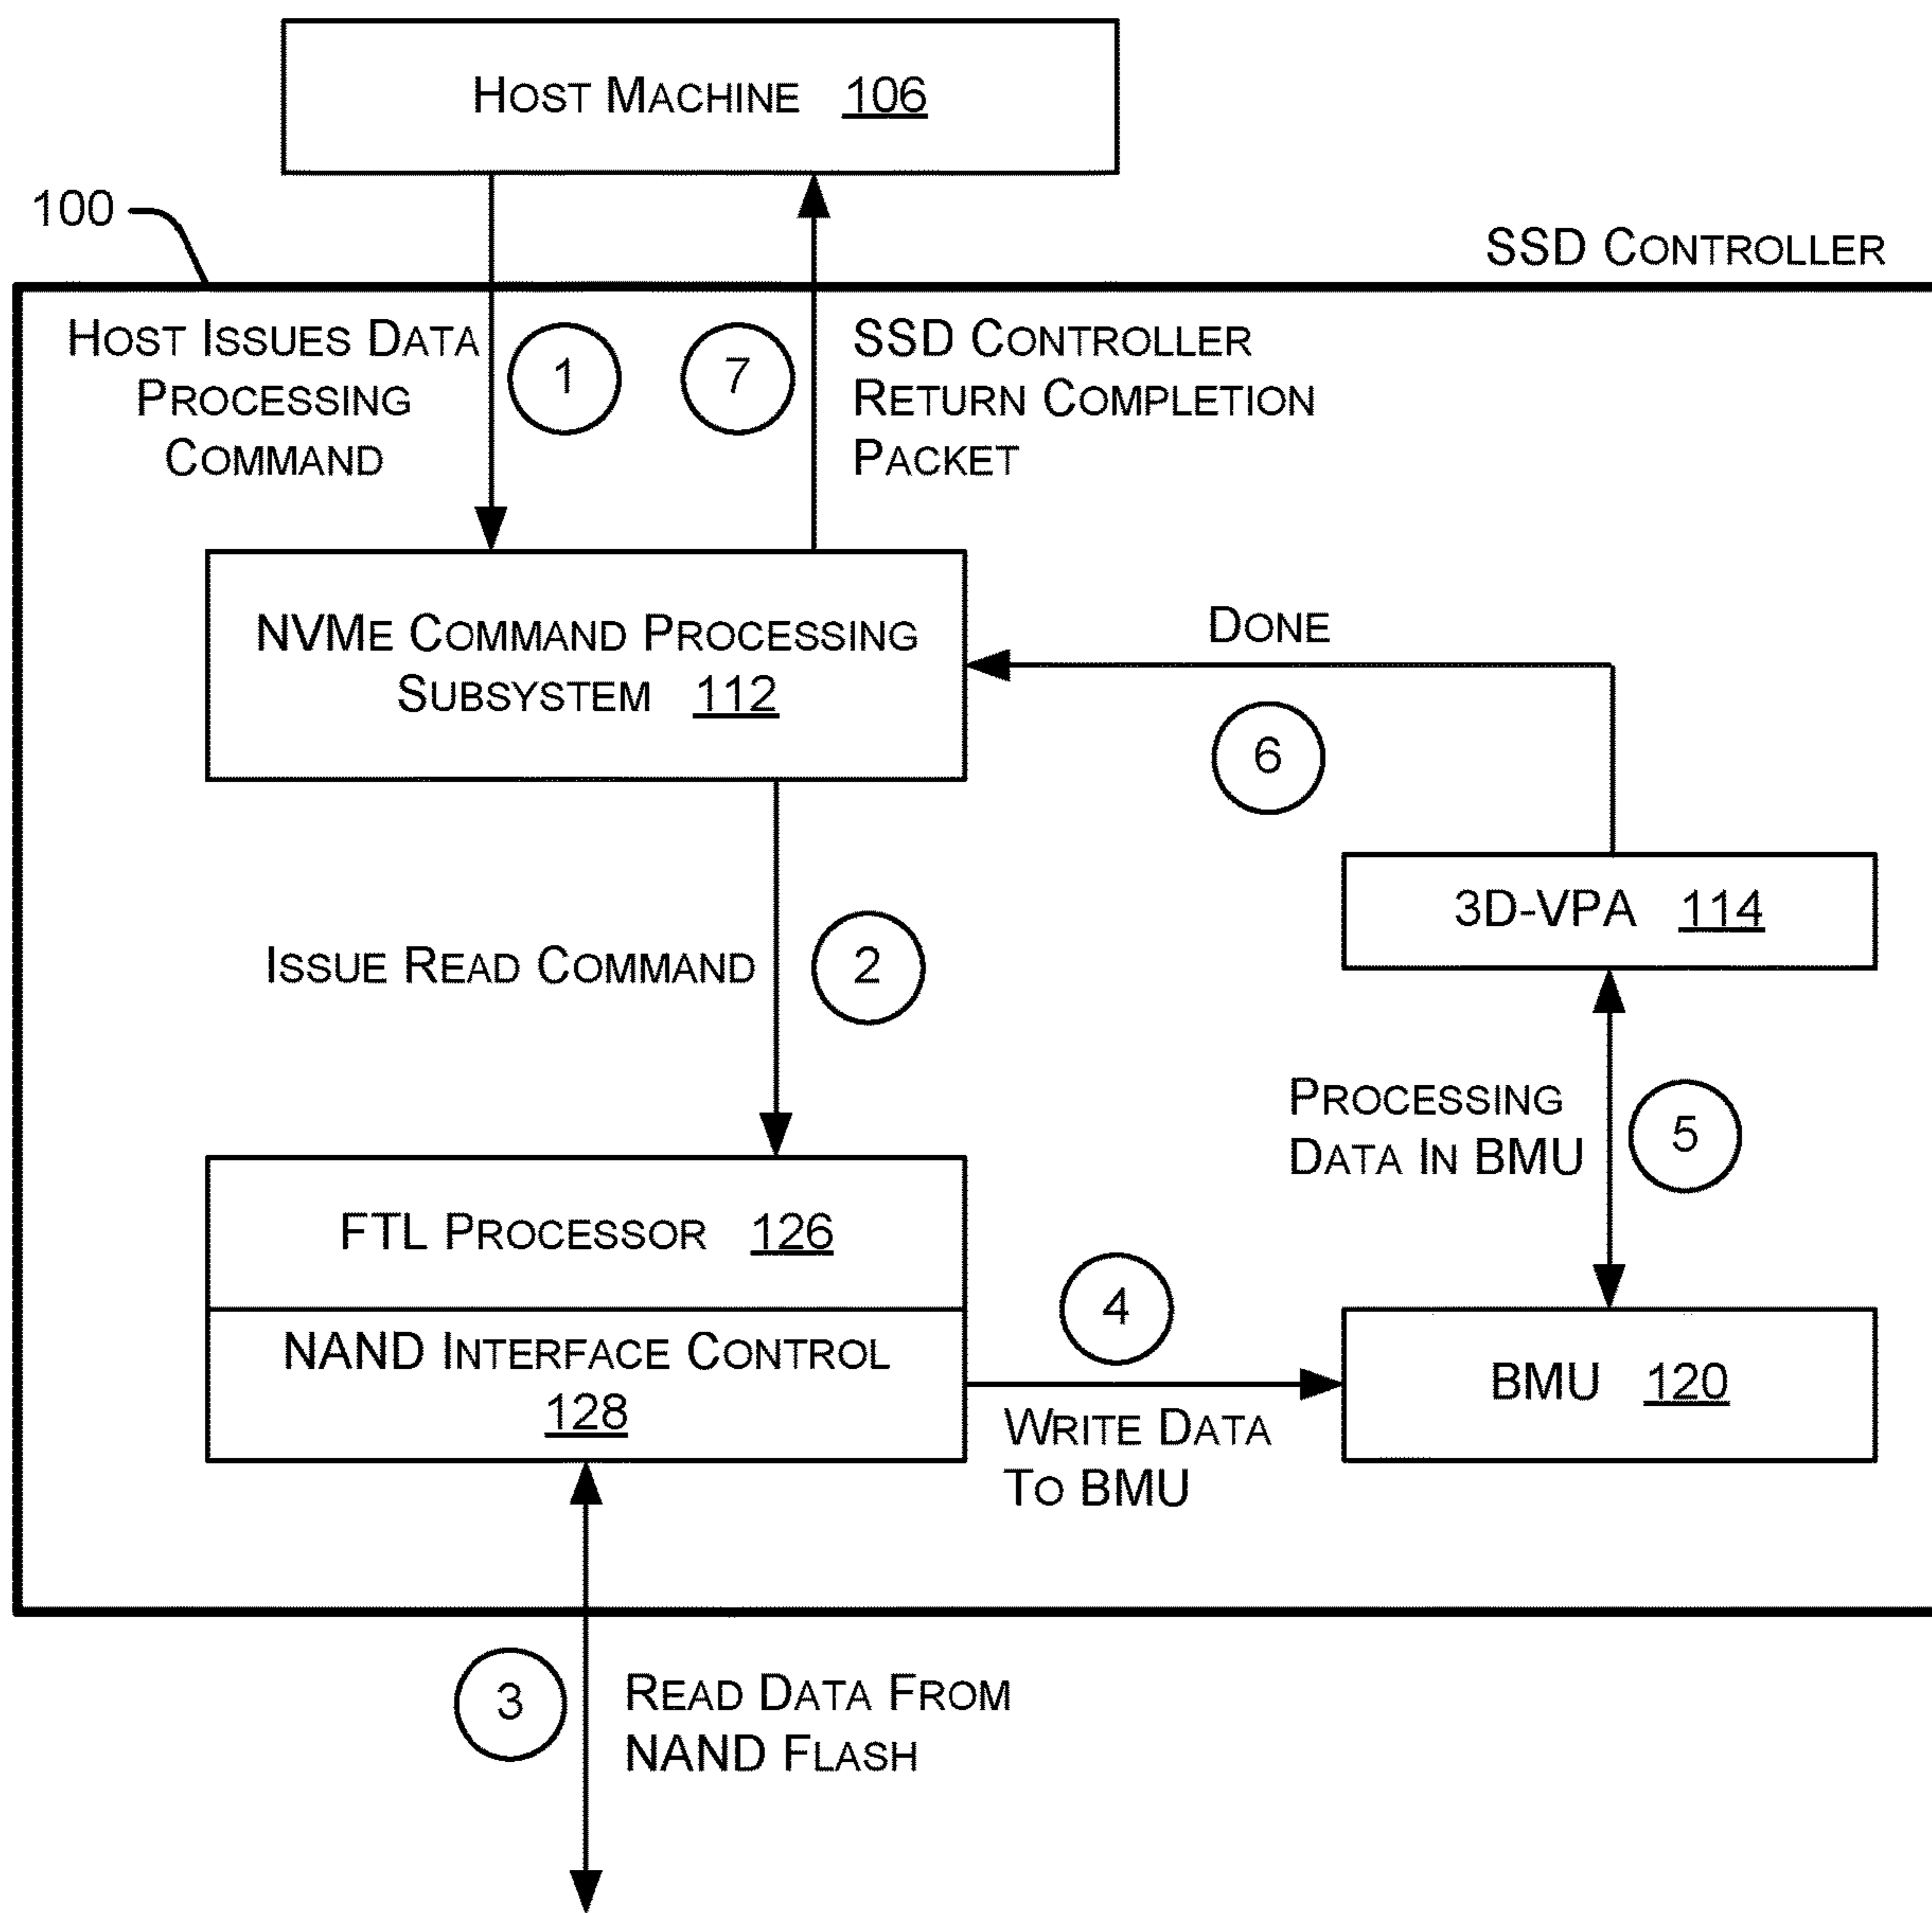 Host Machine 106
100
SSD Controller
Host Issues Data
Processing
Command
1
7
SSD Controller
Return Completion
Packet
NVMe Command Processing
Subsystem 112
Done
6
3D-VPA 114
Issue Read Command
2
Processing
Data In BMU
5
FTL Processor 126
NAND Interface Control
128
4
Write Data
To BMU
BMU 120
3
Read Data From
NAND Flash